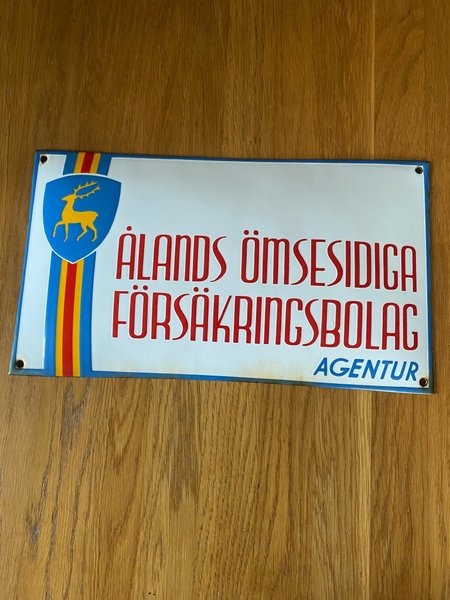 ÅLANDS ÖMSESIDIGA
FÖRSÄKRINGSBOLAG
AGENTUR